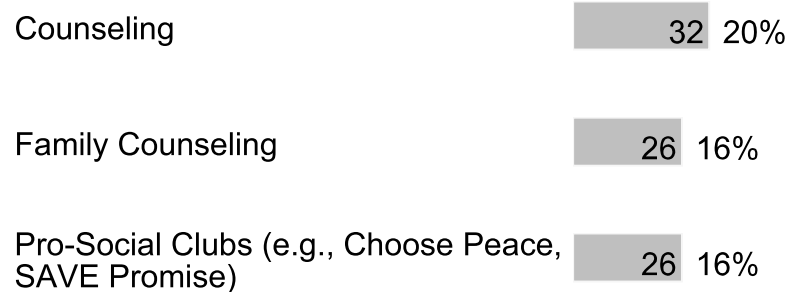 Counseling 32 20%
Family Counseling 26 16%
Pro-Social Clubs (e.g., Choose Peace,
SAVE Promise) 26 16%